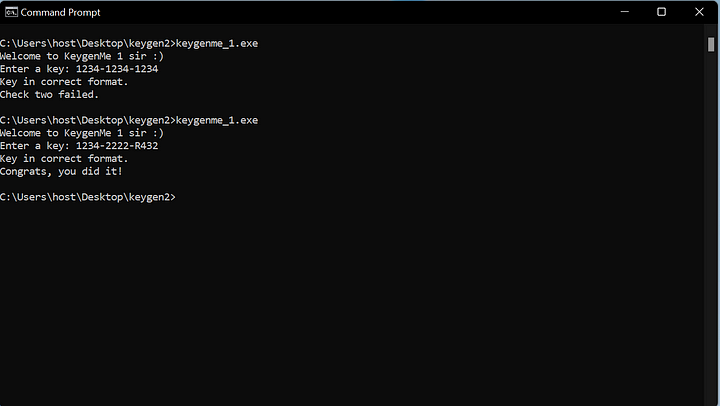 Command Prompt
C:\Users\host\Desktop\keygen2>keygenme_1.exe
Welcome to KeygenMe 1 sir :)
Enter a key: 1234-1234-1234
Key in correct format.
Check two failed.
C:\Users\host\Desktop\keygen2>keygenme_1.exe
Welcome to KeygenMe 1 sir :)
Enter a key: 1234-2222-R432
Key in correct format.
Congrats, you did it!
C:\Users\host\Desktop\keygen2>